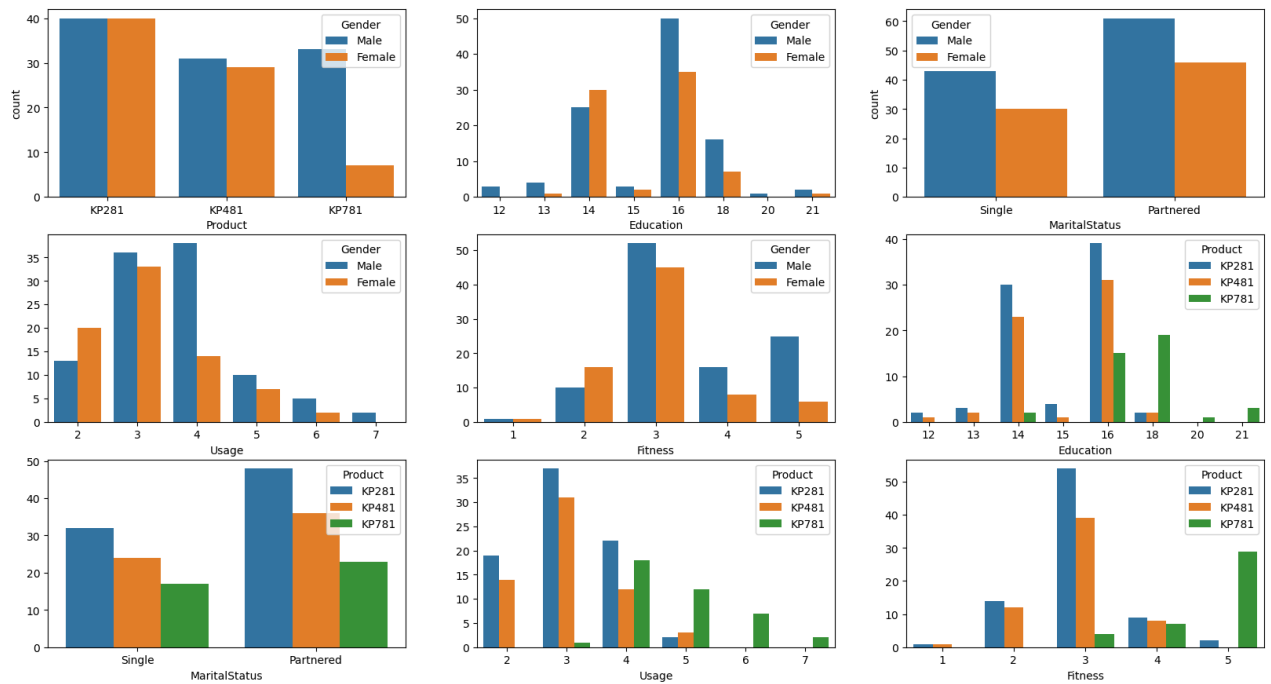 40
30
20
10
0
count
KP281 KP481 KP781
Product
Gender
Male
Female
50
40
30
20
10
0
12 13 14 15 16 18 20 21
Education
Gender
Male
Female
60
50
40
30
20
10
0
count
Single Partnered
MaritalStatus
Gender
Male
Female
35
30
25
20
15
10
5
0
2 3 4 5 6 7
Usage
Gender
Male
Female
50
40
30
20
10
0
1 2 3 4 5
Fitness
Gender
Male
Female
40
30
20
10
0
12 13 14 15 16 18 20 21
Education
Product
KP281
KP481
KP781
50
40
30
20
10
0
Single Partnered
MaritalStatus
Product
KP281
KP481
KP781
35
30
25
20
15
10
5
0
2 3 4 5 6 7
Usage
Product
KP281
KP481
KP781
50
40
30
20
10
0
1 2 3 4 5
Fitness
Product
KP281
KP481
KP781